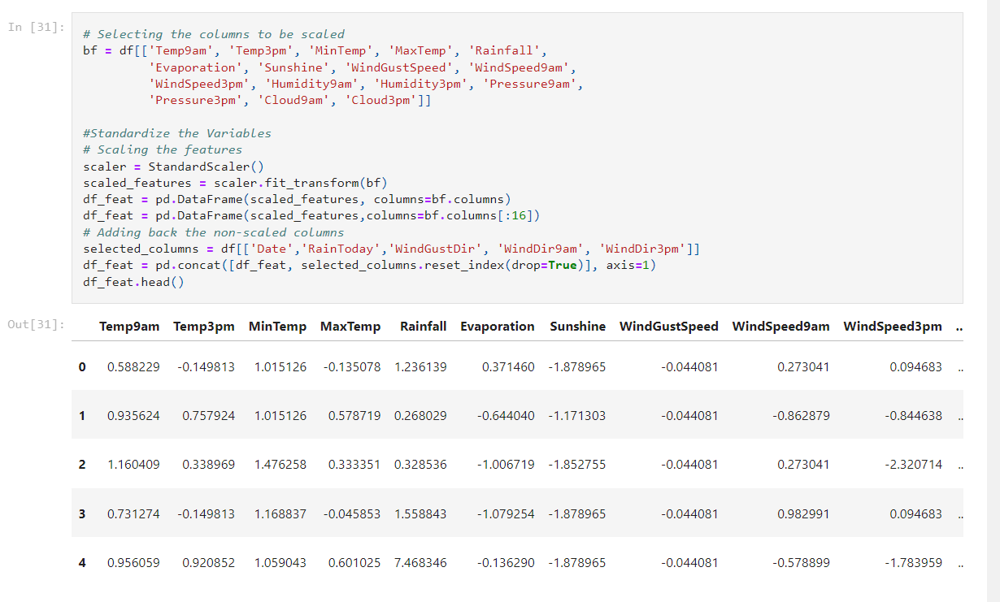 In [31]:
# Selecting the columns to be scaled
bf = df[['Temp9am', 'Temp3pm', 'MinTemp', 'MaxTemp', 'Rainfall',
'Evaporation', 'Sunshine', 'WindGustSpeed', 'WindSpeed9am',
'WindSpeed3pm', 'Humidity9am', 'Humidity3pm', 'Pressure9am',
'Pressure3pm', 'Cloud9am', 'Cloud3pm']]
#Standardize the Variables
# Scaling the features
scaler = StandardScaler()
scaled_features = scaler.fit_transform(bf)
df_feat = pd.DataFrame(scaled_features, columns=bf.columns)
df_feat = pd.DataFrame(scaled_features,columns=bf.columns[:16])
# Adding back the non-scaled columns
selected_columns = df[['Date','RainToday','WindGustDir', 'WindDir9am', 'WindDir3pm']]
df_feat = pd.concat([df_feat, selected_columns.reset_index(drop=True)], axis=1)
df_feat.head()
Out[31]:
Temp9am Temp3pm MinTemp MaxTemp Rainfall Evaporation Sunshine WindGustSpeed WindSpeed9am WindSpeed3pm ..
0 0.588229 -0.149813 1.015126 -0.135078 1.236139 0.371460 -1.878965 -0.044081 0.273041 0.094683 ..
1 0.935624 0.757924 1.015126 0.578719 0.268029 -0.644040 -1.171303 -0.044081 -0.862879 -0.844638 ..
2 1.160409 0.338969 1.476258 0.333351 0.328536 -1.006719 -1.852755 -0.044081 0.273041 -2.320714 ..
3 0.731274 -0.149813 1.168837 -0.045853 1.558843 -1.079254 -1.878965 -0.044081 0.982991 0.094683 ..
4 0.956059 0.920852 1.059043 0.601025 7.468346 -0.136290 -1.878965 -0.044081 -0.578899 -1.783959 ..